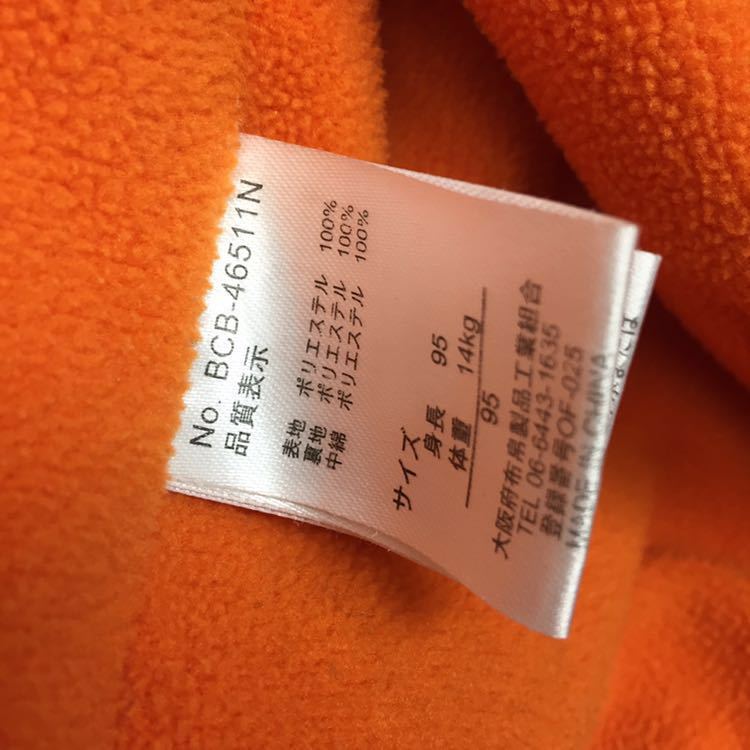 No. BCB-46511N
品質表示
表地 ポリエステル 100%
裏地 ポリエステル 100%
中綿 ポリエステル 100%
サイズ
身長 95
体重 14kg
95
大阪府布帛製品工業組合
TEL 06-6443-1635
登録番号OF-025
MADE IN CHINA
または